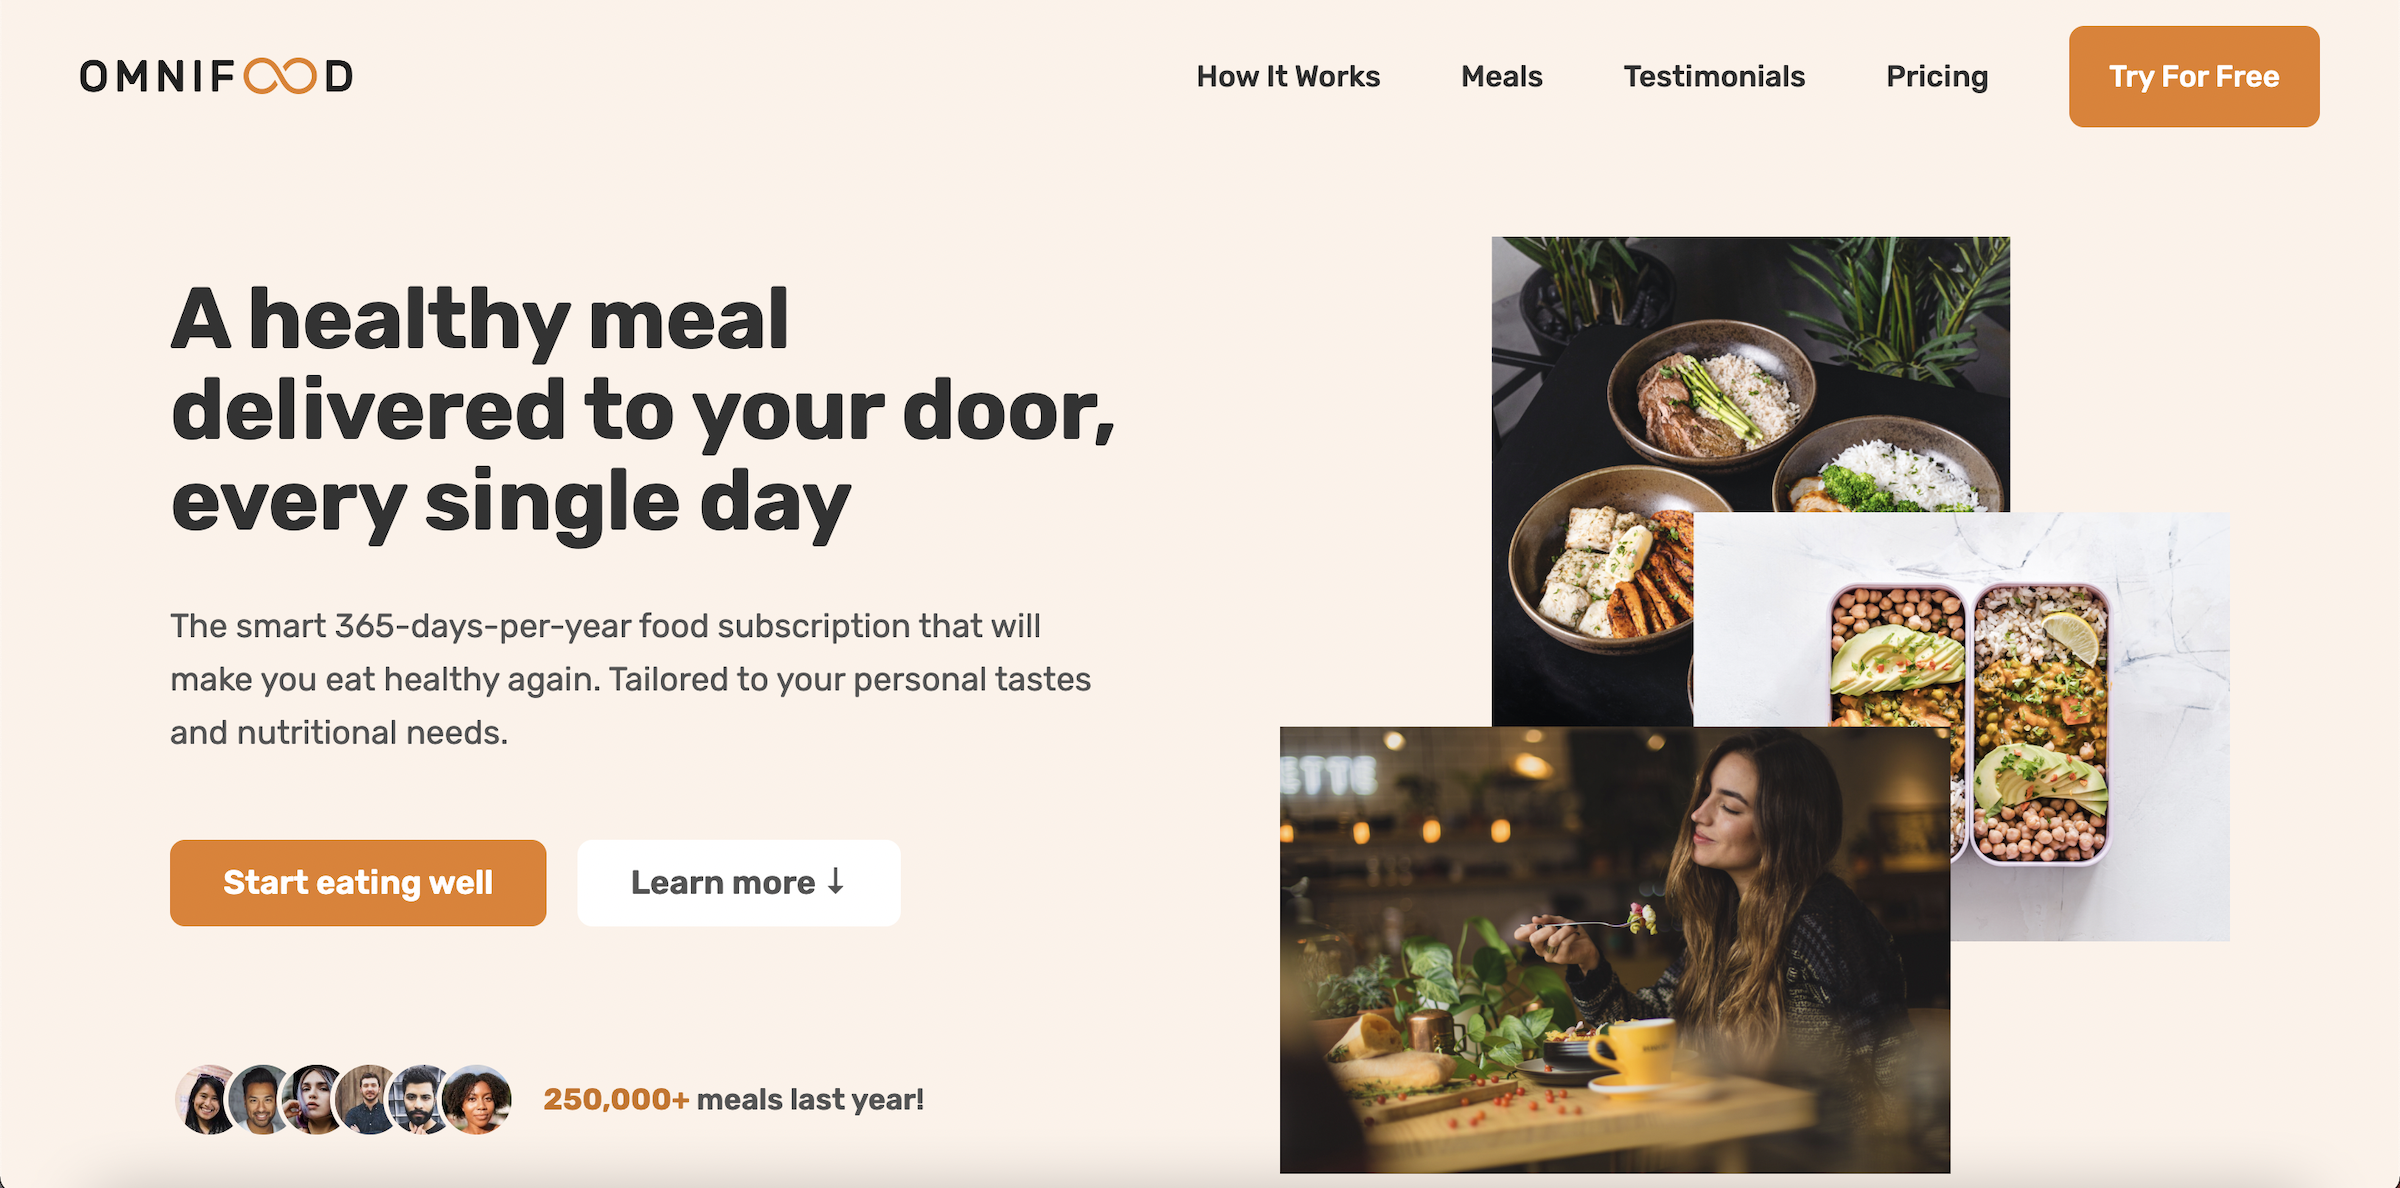 OMNIFOOD
How It Works
Meals
Testimonials
Pricing
Try For Free
A healthy meal
delivered to your door,
every single day
The smart 365-days-per-year food subscription that will
make you eat healthy again. Tailored to your personal tastes
and nutritional needs.
Start eating well
Learn more ↓
250,000+ meals last year!
ETTE